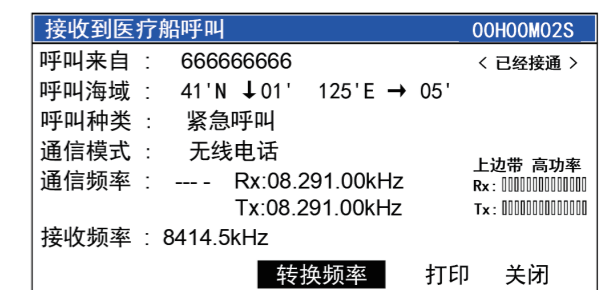 接收到医疗船呼叫 00H00M02S
呼叫来自 : 666666666 < 已经接通 >
呼叫海域 : 41'N ↓01' 125'E → 05'
呼叫种类 : 紧急呼叫
通信模式 : 无线电话
上边带 高功率
通信频率 : --- - Rx:08.291.00kHz Rx:
Tx:08.291.00kHz Tx:
接收频率 : 8414.5kHz
转换频率 打印 关闭